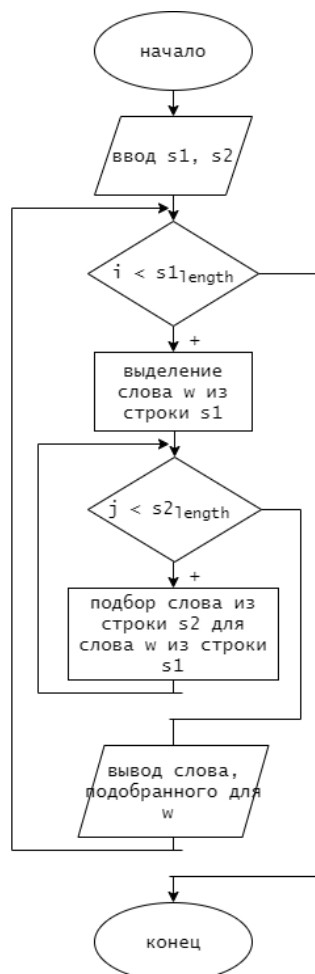 начало
ввод s1, s2
i < s1length
+
выделение
слова w из
строки s1
j < s2length
+
подбор слова из
строки s2 для
слова w из строки
s1
вывод слова,
подобранного для
w
конец